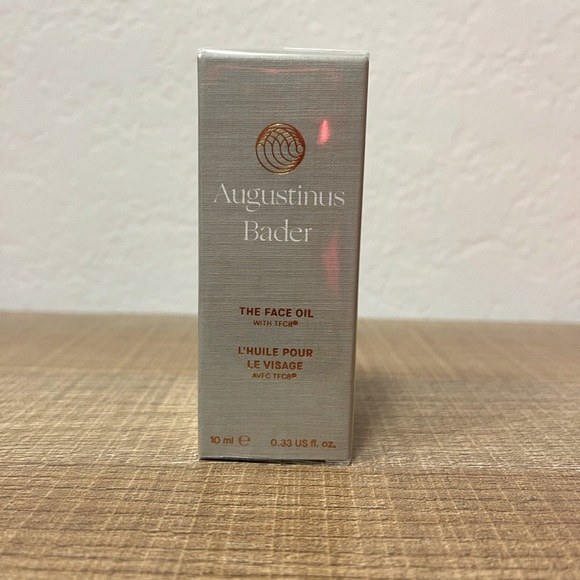 Augustinus
Bader
THE FACE OIL
WITH TFC8®
L'HUILE POUR
LE VISAGE
AVEC TFC8®
10 ml ℮ 0.33 US fl. oz.